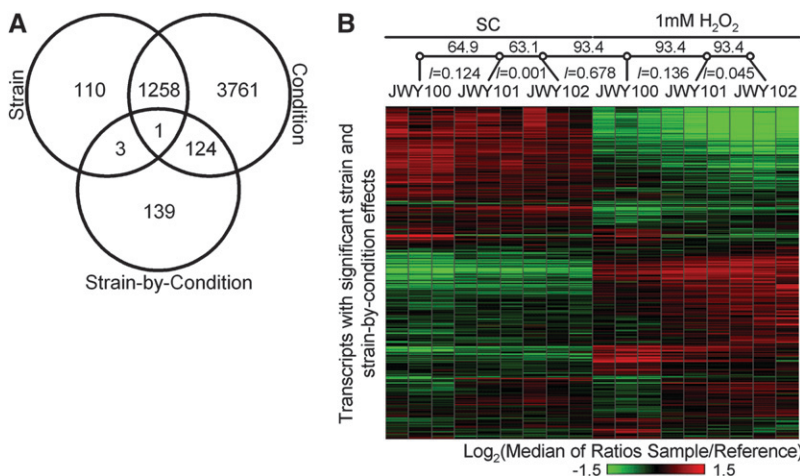 A
Strain
Condition
110
1258
3761
1
3
124
139
Strain-by-Condition
B
SC
1mM H₂O₂
64.9 63.1 93.4 93.4 93.4
l=0.124 l=0.001 l=0.678 l=0.136 l=0.045
JWY100 JWY101 JWY102 JWY100 JWY101 JWY102
Transcripts with significant strain and
strain-by-condition effects
Log₂(Median of Ratios Sample/Reference)
-1.5 1.5